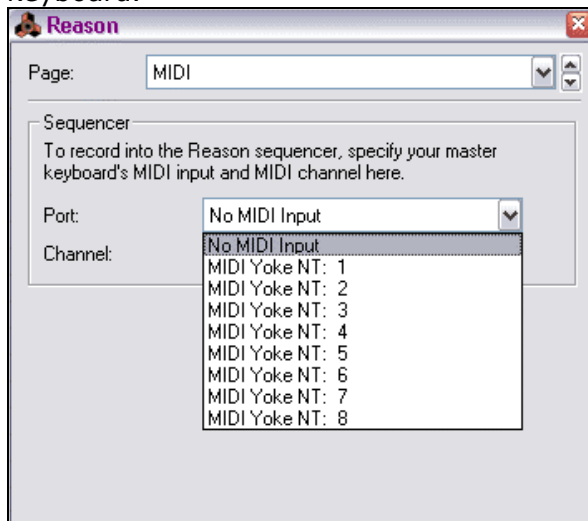 keyboard.
Reason
Page: MIDI
Sequencer
To record into the Reason sequencer, specify your master
keyboard's MIDI input and MIDI channel here.
Port: No MIDI Input
Channel:
No MIDI Input
MIDI Yoke NT: 1
MIDI Yoke NT: 2
MIDI Yoke NT: 3
MIDI Yoke NT: 4
MIDI Yoke NT: 5
MIDI Yoke NT: 6
MIDI Yoke NT: 7
MIDI Yoke NT: 8